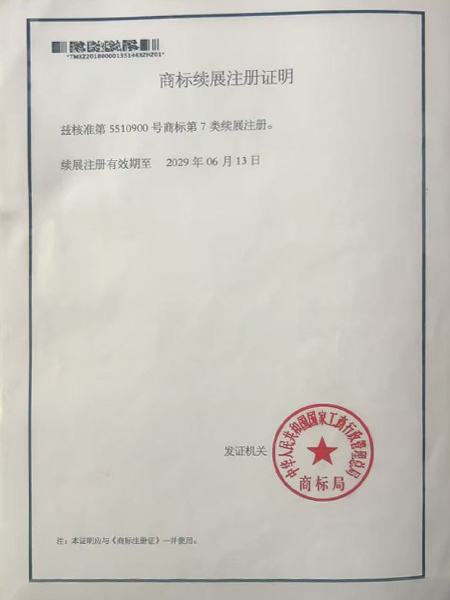 *TMXZ20180000135144XZHZ01*
商标续展注册证明
兹核准第 5510900 号商标第 7 类续展注册。
续展注册有效期至 2029 年 06 月 13 日
发证机关
中华人民共和国国家工商行政管理总局
商标局
注：本证明应与《商标注册证》一并使用。